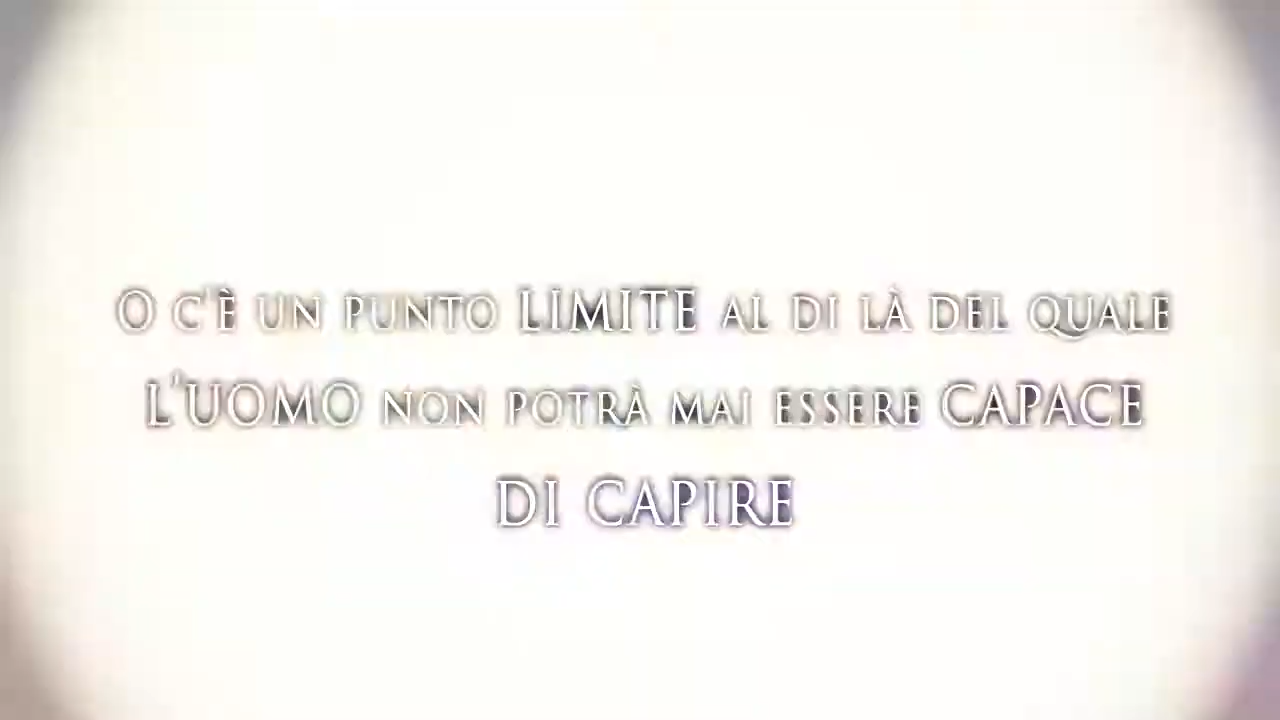 O C'È UN PUNTO LIMITE AL DI LÀ DEL QUALE
L'UOMO NON POTRÀ MAI ESSERE CAPACE
DI CAPIRE